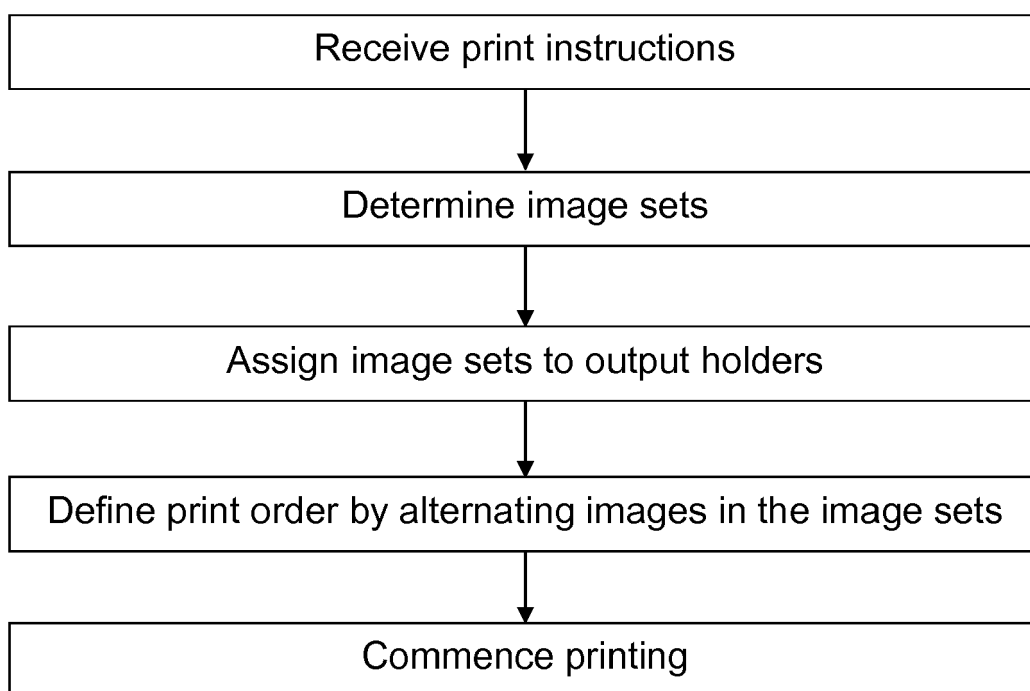 Receive print instructions
Determine image sets
Assign image sets to output holders
Define print order by alternating images in the image sets
Commence printing